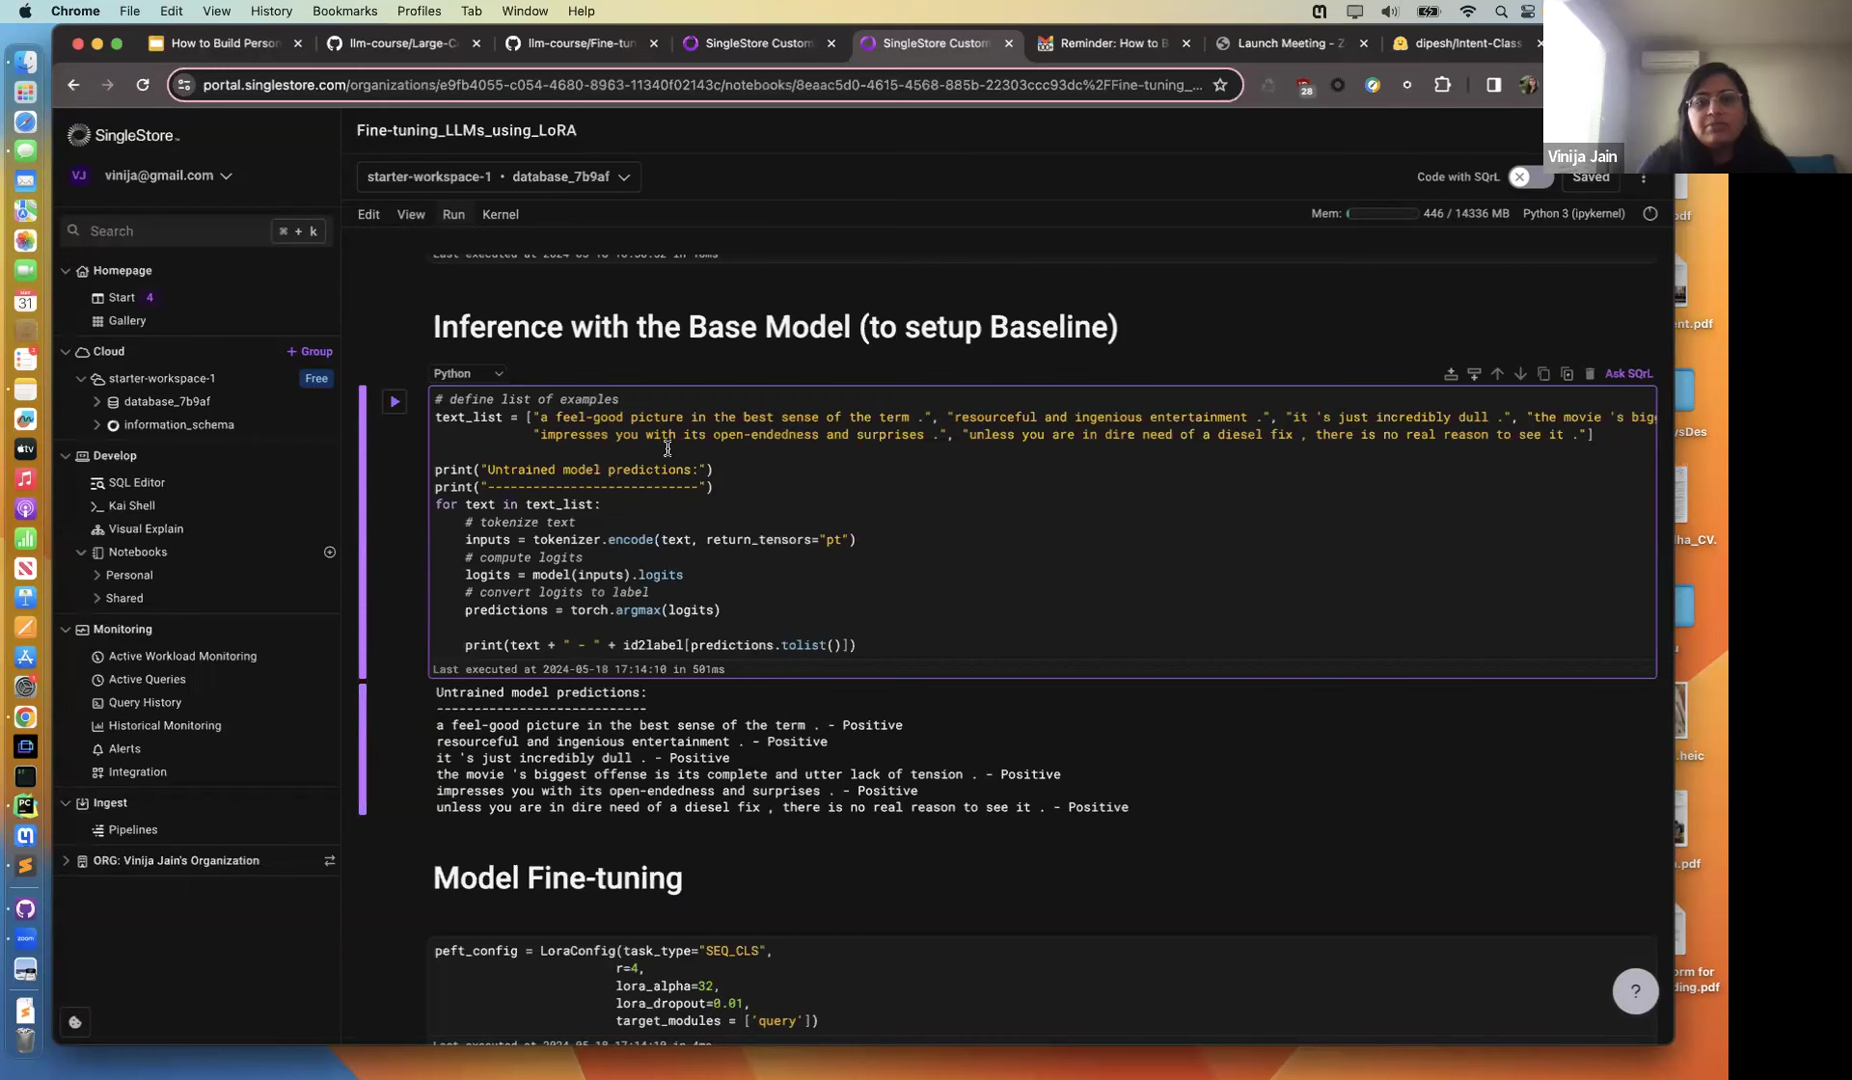 Chrome File Edit View History Bookmarks Profiles Tab Window Help
How to Build Person
llm-course/Large-C
llm-course/Fine-tun
SingleStore Custom
SingleStore Custom
Reminder: How to B
Launch Meeting - Z
dipesh/Intent-Class
portal.singlestore.com/organizations/e9fb4055-c054-4680-8963-11340f02143c/notebooks/8eaac5d0-4615-4568-885b-22303ccc93dc%2FFine-tuning_...
28
Vinija Jain
SingleStore
VJ vinija@gmail.com
Search ⌘ + k
Homepage
Start 4
Gallery
Cloud + Group
starter-workspace-1 Free
database_7b9af
information_schema
Develop
SQL Editor
Kai Shell
Visual Explain
Notebooks
Personal
Shared
Monitoring
Active Workload Monitoring
Active Queries
Query History
Historical Monitoring
Alerts
Integration
Ingest
Pipelines
ORG: Vinija Jain's Organization
Fine-tuning_LLMs_using_LoRA
starter-workspace-1 • database_7b9af
Code with SQrL Saved
Edit View Run Kernel
Mem: 446 / 14336 MB Python 3 (ipykernel)
Inference with the Base Model (to setup Baseline)
Python
Ask SQrL
# define list of examples
text_list = ["a feel-good picture in the best sense of the term .", "resourceful and ingenious entertainment .", "it 's just incredibly dull .", "the movie 's bigg
"impresses you with its open-endedness and surprises .", "unless you are in dire need of a diesel fix , there is no real reason to see it ."]
print("Untrained model predictions:")
print("----------------------------")
for text in text_list:
# tokenize text
inputs = tokenizer.encode(text, return_tensors="pt")
# compute logits
logits = model(inputs).logits
# convert logits to label
predictions = torch.argmax(logits)
print(text + " - " + id2label[predictions.tolist()])
Last executed at 2024-05-18 17:14:10 in 501ms
Untrained model predictions:
----------------------------
a feel-good picture in the best sense of the term . - Positive
resourceful and ingenious entertainment . - Positive
it 's just incredibly dull . - Positive
the movie 's biggest offense is its complete and utter lack of tension . - Positive
impresses you with its open-endedness and surprises . - Positive
unless you are in dire need of a diesel fix , there is no real reason to see it . - Positive
Model Fine-tuning
peft_config = LoraConfig(task_type="SEQ_CLS",
r=4,
lora_alpha=32,
lora_dropout=0.01,
target_modules = ['query'])
?